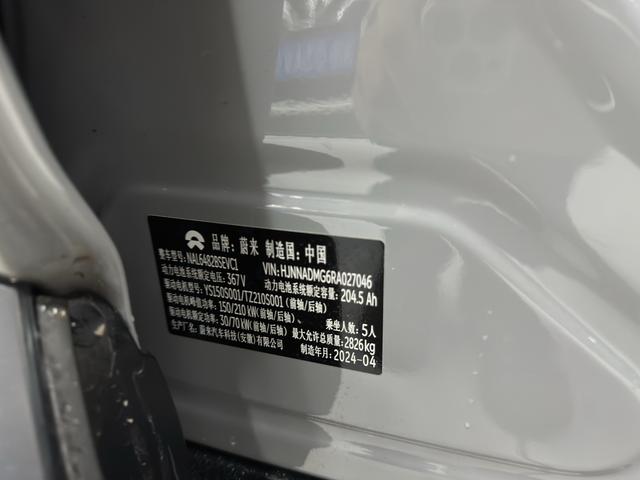 品牌: 蔚来 制造国: 中国
整车型号: NAL6482BSEVC1 VIN: HJNNADMG6RA027046
动力电池系统额定电压: 367V 动力电池系统额定容量: 204.5 Ah
驱动电机型号: YS150S001/TZ210S001 (前轴/后轴)
驱动电机峰值功率: 150/210 kW (前轴/后轴) 乘坐人数: 5人
驱动电机额定功率: 30/70 kW (前轴/后轴) 最大允许总质量: 2826kg
生产厂名: 蔚来汽车科技(安徽)有限公司 制造年月: 2024-04